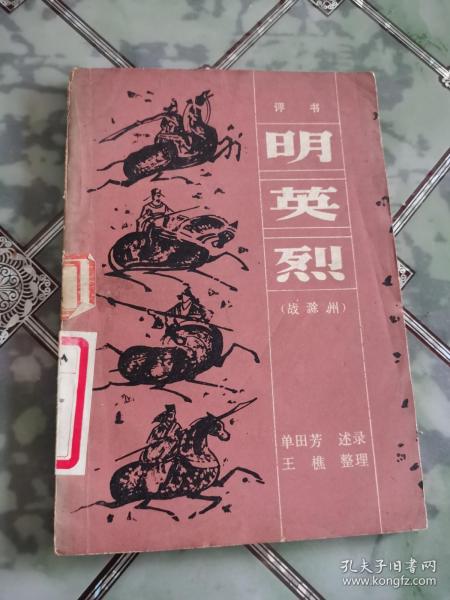 评书
明
英
烈
(战滁州)
单田芳 述录
王樵 整理
孔夫子旧书网
www.kongfz.com